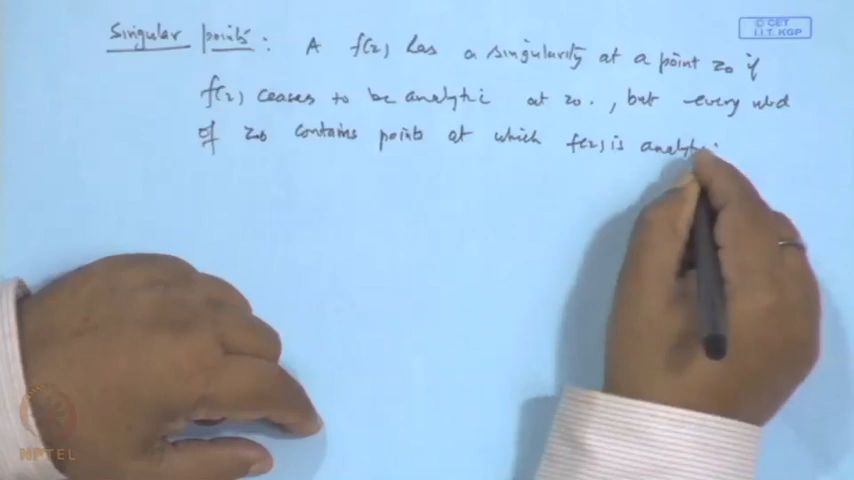 Singular points : A f(z) has a singularity at a point z0 if
f(z) ceases to be analytic at z0. , but every nbd
of z0 contains points at which f(z) is analytic
© CET
I.I.T. KGP
NPTEL